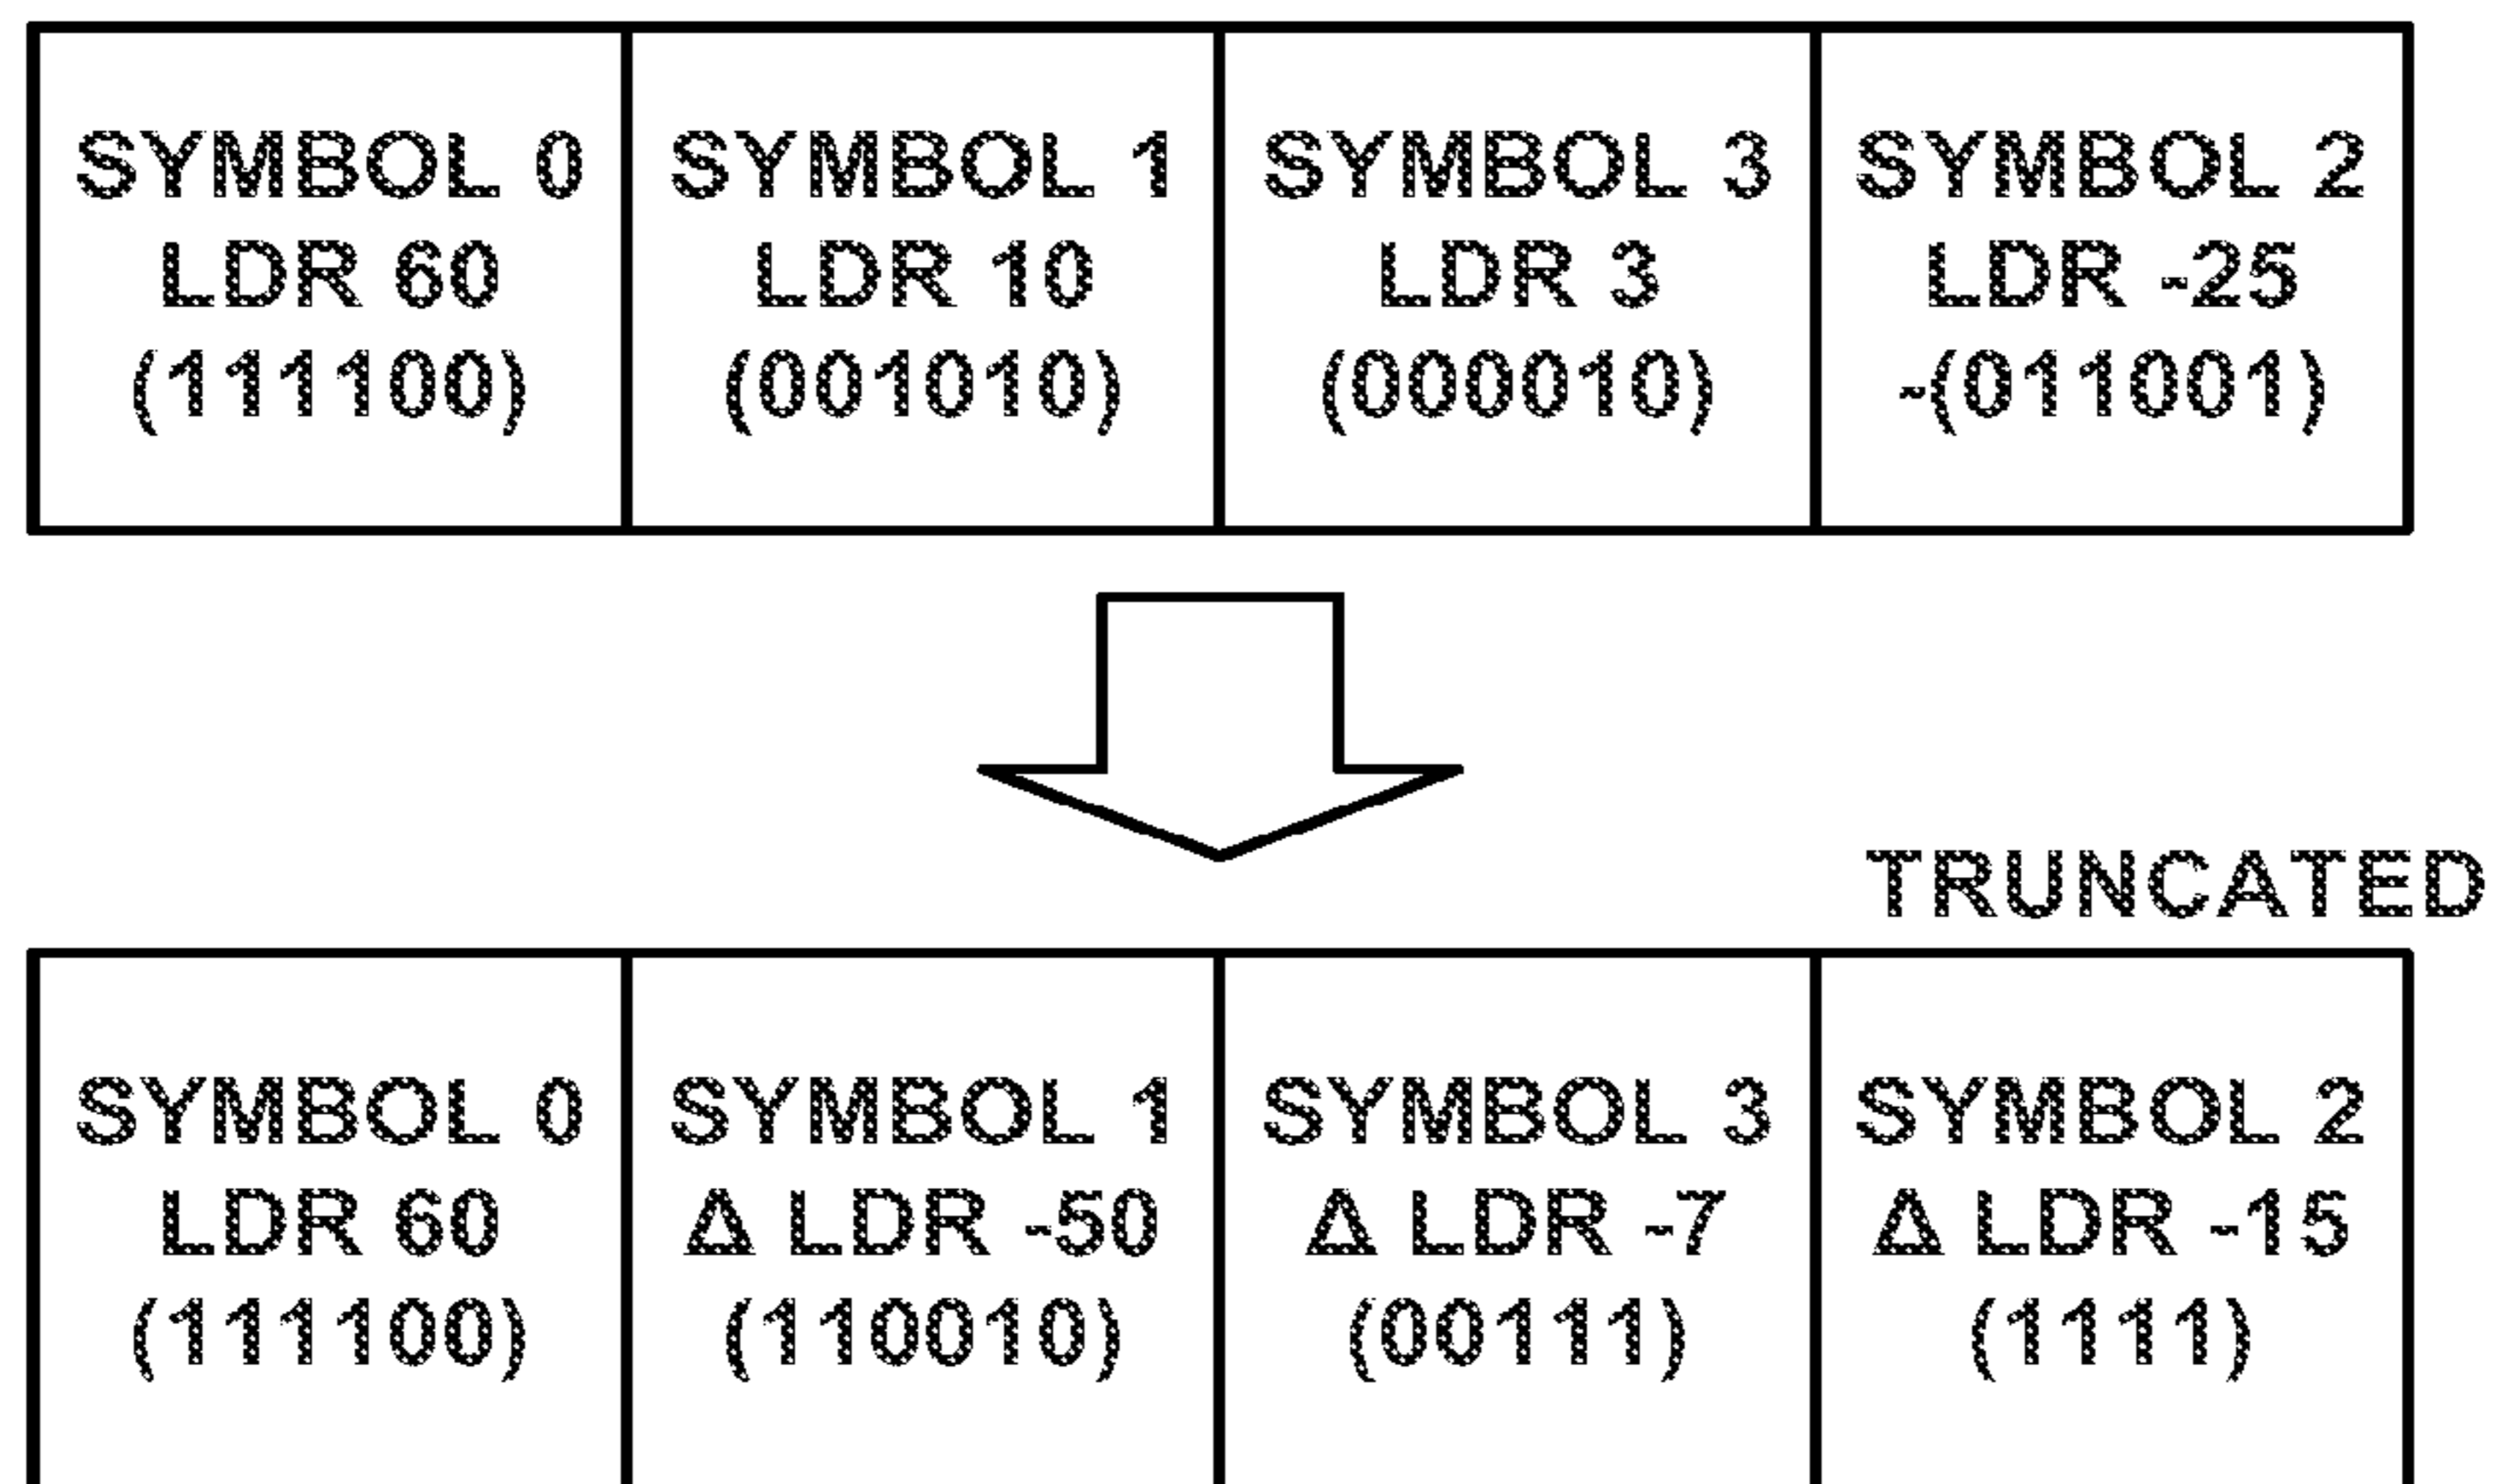 SYMBOL 0
LDR 60
(111100)
SYMBOL 1
LDR 10
(001010)
SYMBOL 3
LDR 3
(000010)
SYMBOL 2
LDR -25
-(011001)
TRUNCATED
SYMBOL 0
LDR 60
(111100)
SYMBOL 1
Δ LDR -50
(110010)
SYMBOL 3
Δ LDR -7
(00111)
SYMBOL 2
Δ LDR -15
(1111)